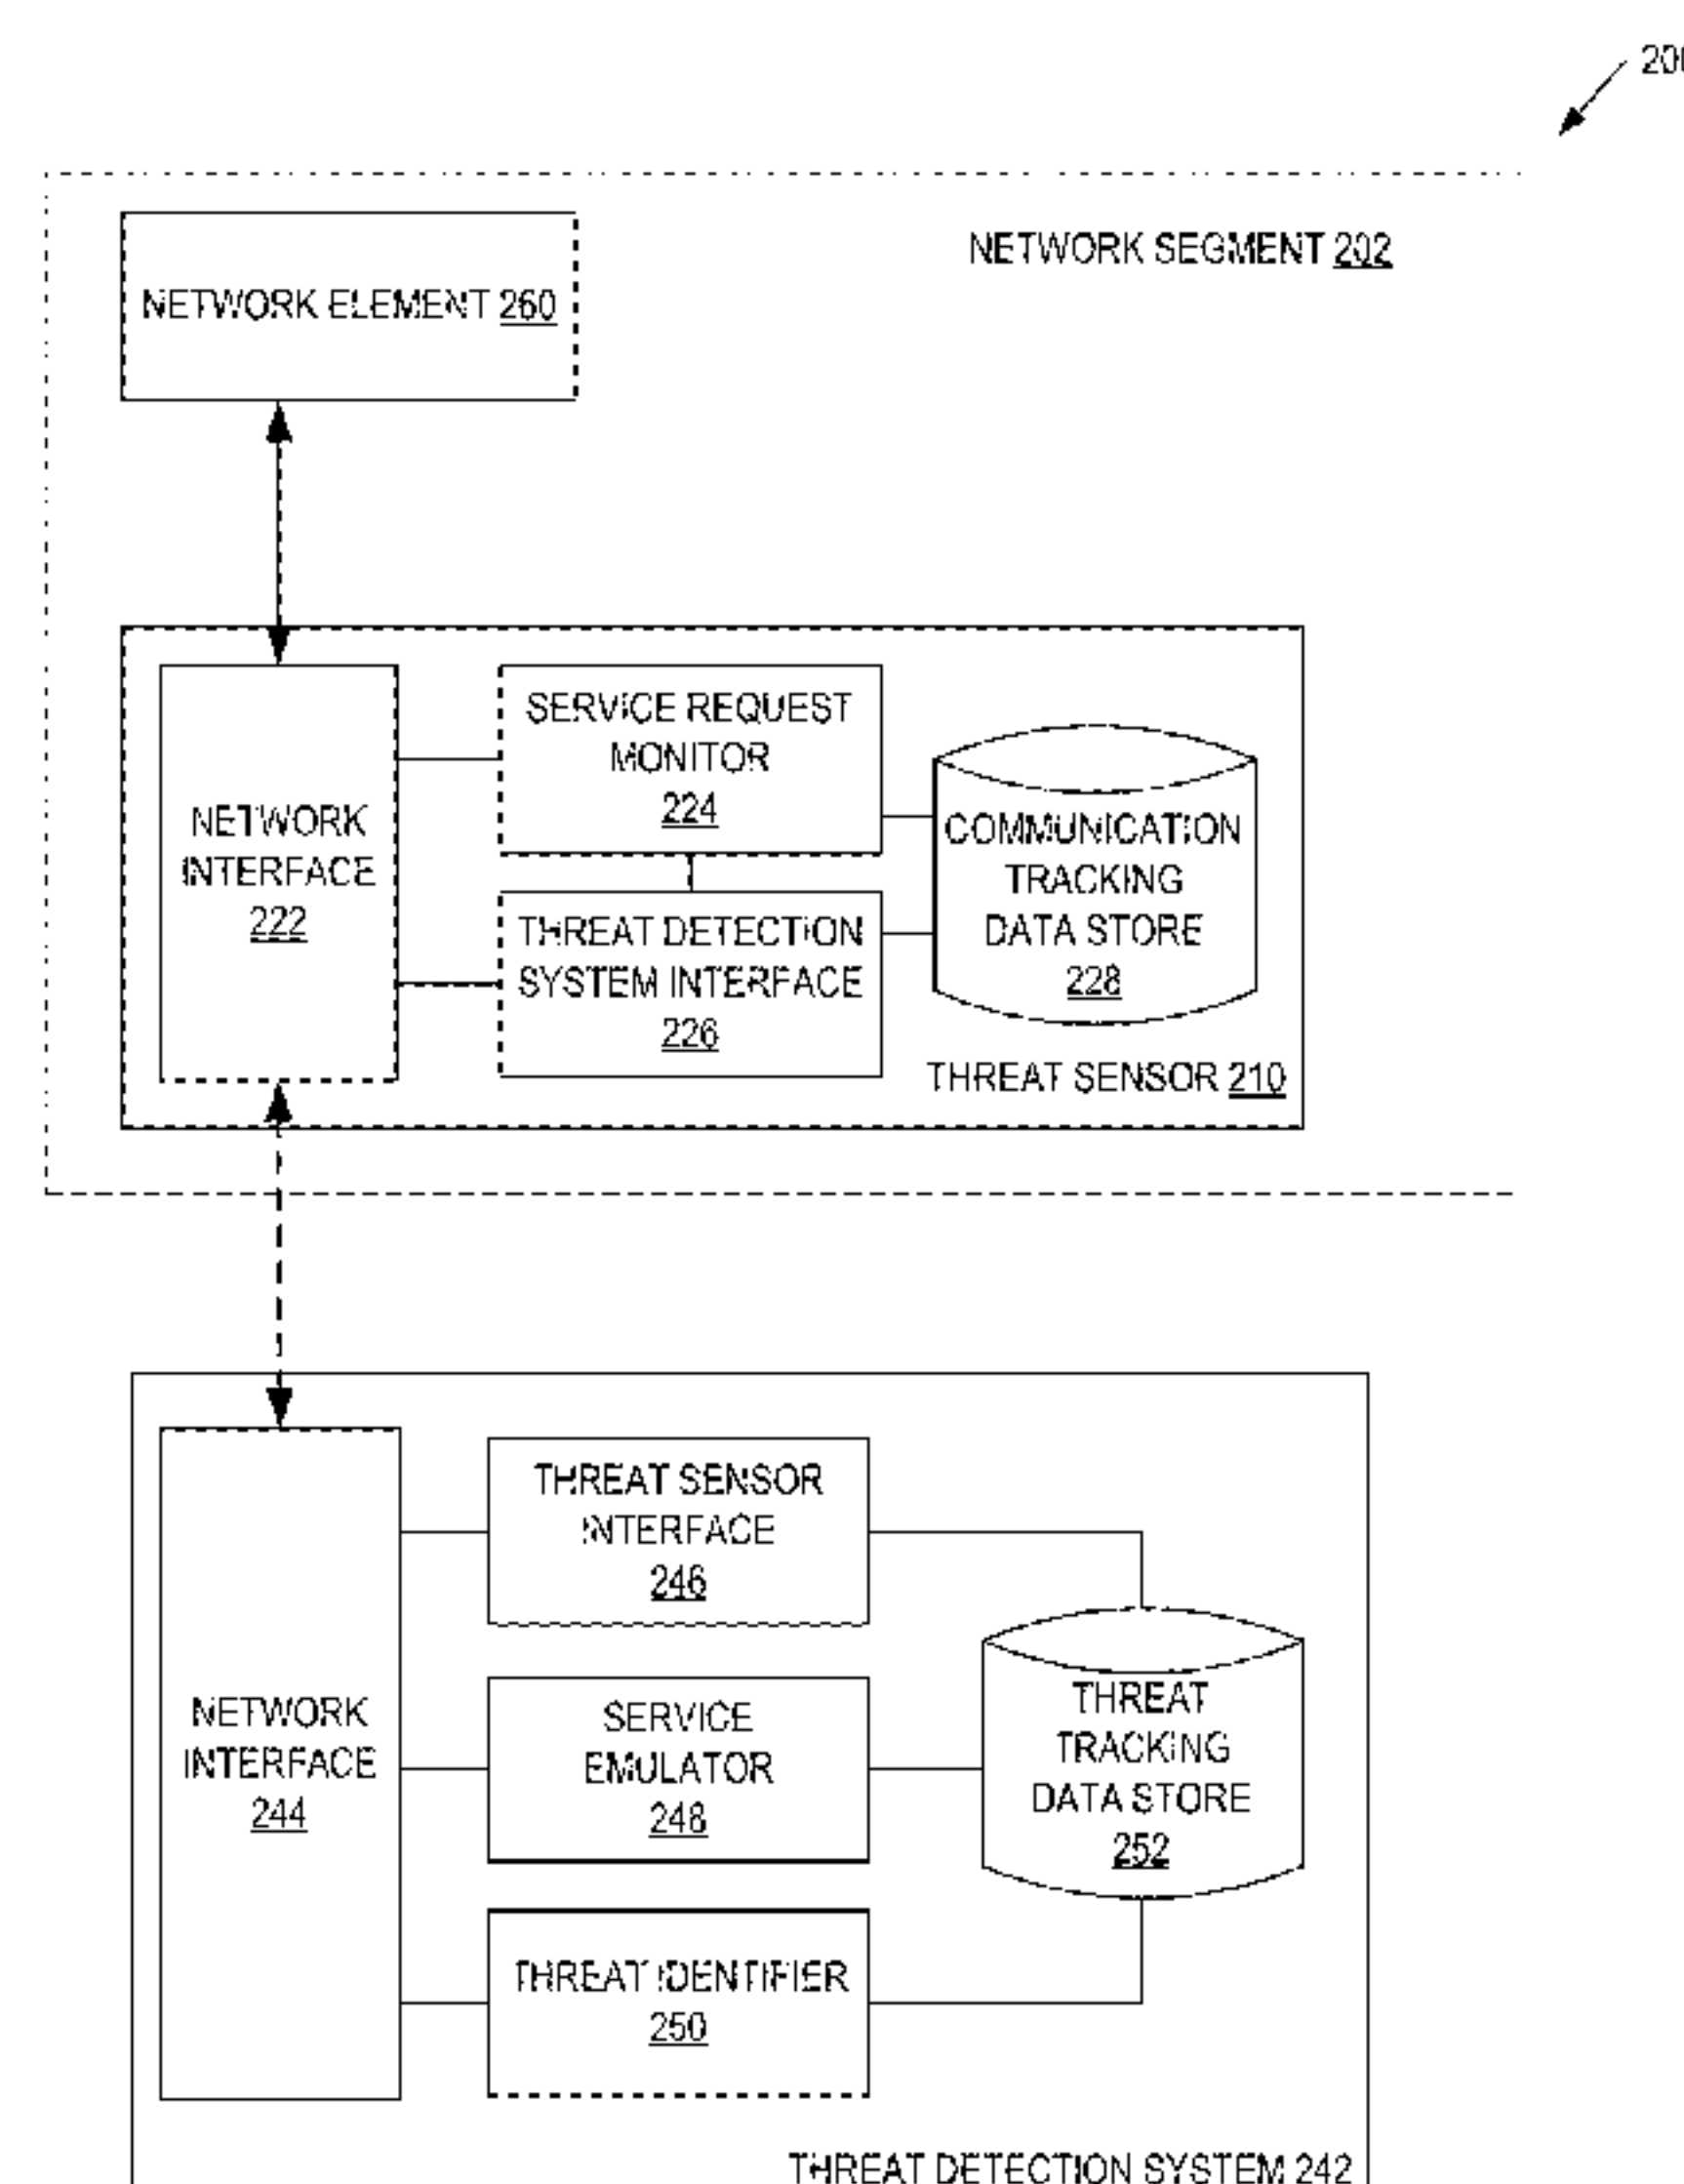 NETWORK SEGMENT 202
NETWORK ELEMENT 260
SERVICE REQUEST
MONITOR
224
NETWORK
INTERFACE
222
COMMUNICATION
TRACKING
DATA STORE
228
THREAT DETECTION
SYSTEM INTERFACE
226
THREAT SENSOR 210
THREAT SENSOR
INTERFACE
246
NETWORK
INTERFACE
244
SERVICE
EMULATOR
248
THREAT
TRACKING
DATA STORE
252
THREAT IDENTIFIER
250
THREAT DETECTION SYSTEM 242